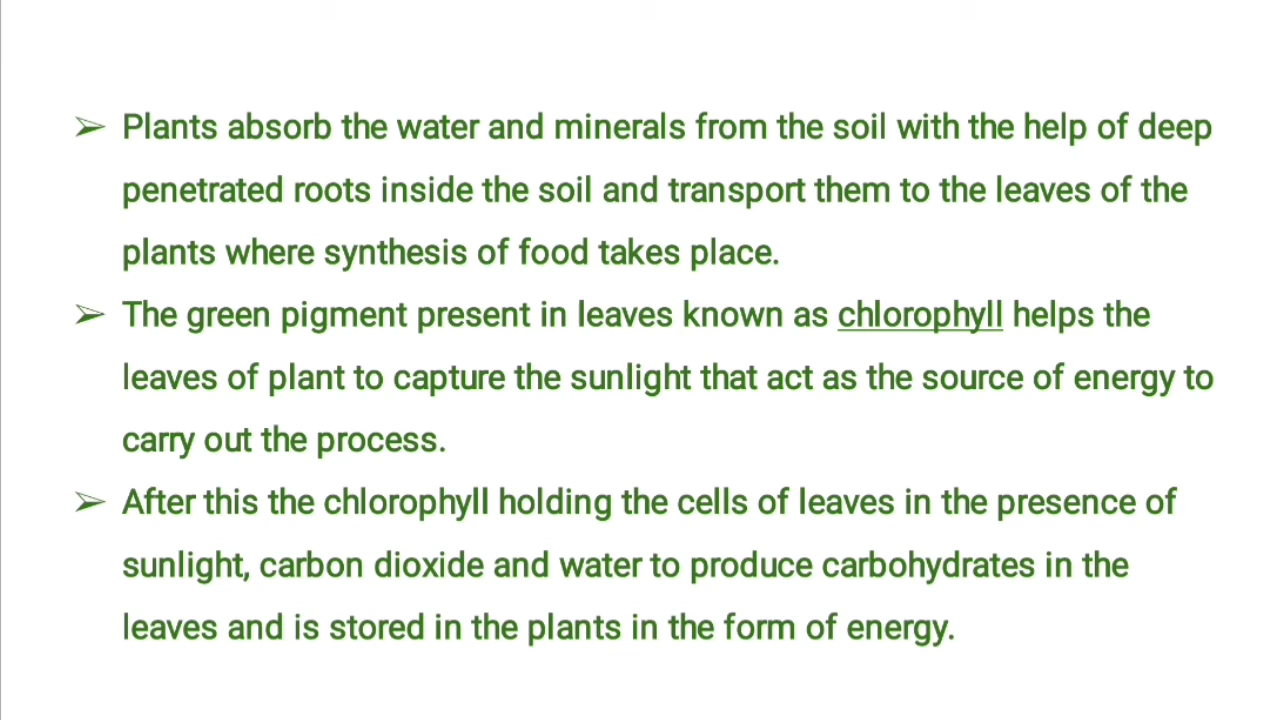 ➢ Plants absorb the water and minerals from the soil with the help of deep
penetrated roots inside the soil and transport them to the leaves of the
plants where synthesis of food takes place.
➢ The green pigment present in leaves known as chlorophyll helps the
leaves of plant to capture the sunlight that act as the source of energy to
carry out the process.
➢ After this the chlorophyll holding the cells of leaves in the presence of
sunlight, carbon dioxide and water to produce carbohydrates in the
leaves and is stored in the plants in the form of energy.